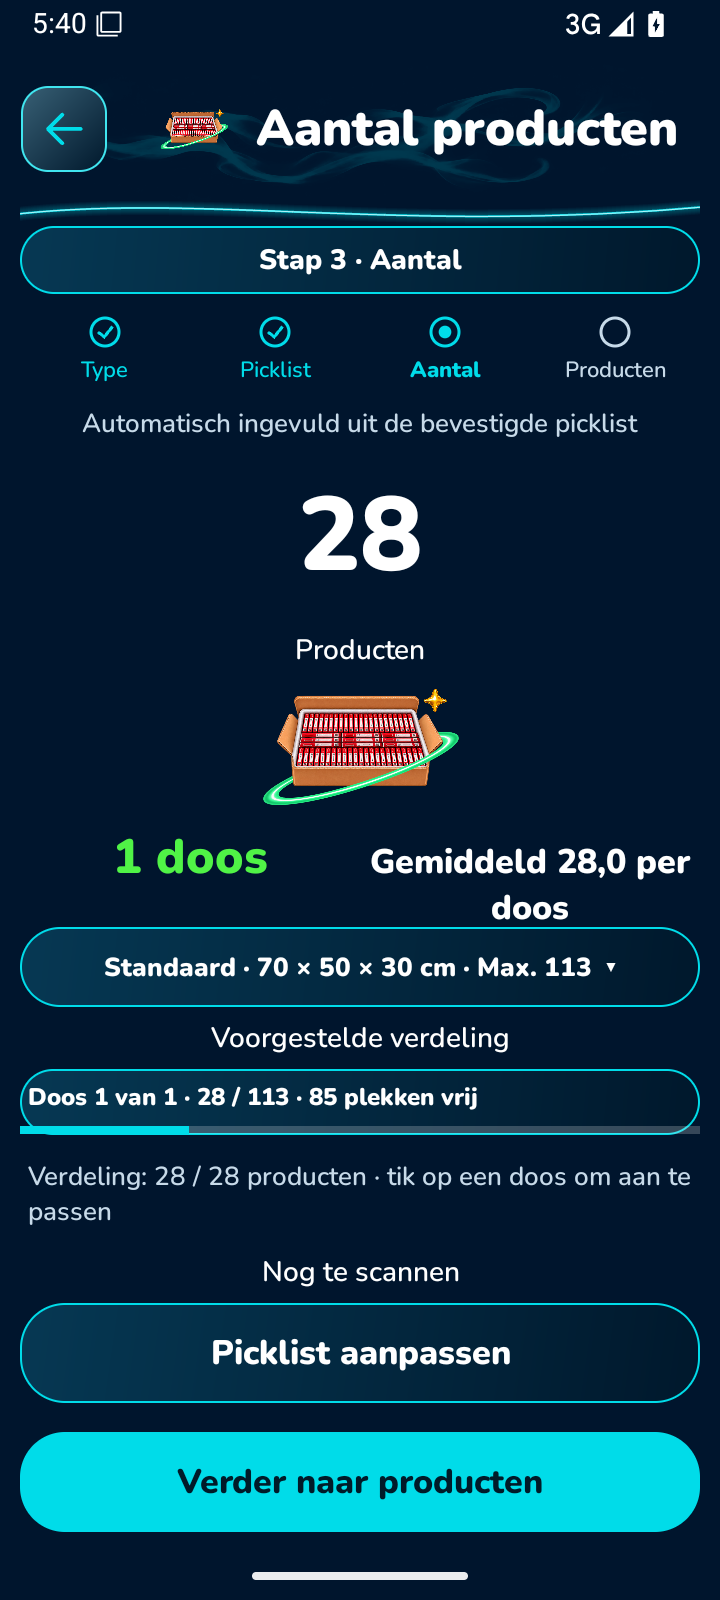 5:40
3G
Aantal producten
Stap 3 · Aantal
Type
Picklist
Aantal
Producten
Automatisch ingevuld uit de bevestigde picklist
28
Producten
1 doos
Gemiddeld 28,0 per
doos
Standaard · 70 × 50 × 30 cm · Max. 113 ▼
Voorgestelde verdeling
Doos 1 van 1 · 28 / 113 · 85 plekken vrij
Verdeling: 28 / 28 producten · tik op een doos om aan te
passen
Nog te scannen
Picklist aanpassen
Verder naar producten